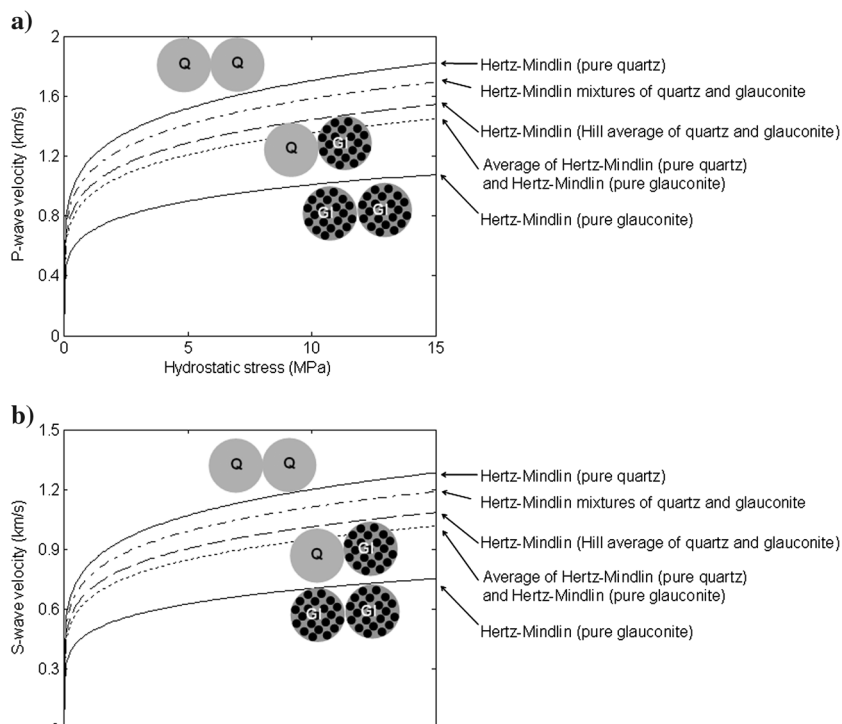 a)
2
1.6
1.2
0.8
0.4
0
P-wave velocity (km/s)
0
5
10
15
Hydrostatic stress (MPa)
Q Q
Q Gl
Gl Gl
Hertz-Mindlin (pure quartz)
Hertz-Mindlin mixtures of quartz and glauconite
Hertz-Mindlin (Hill average of quartz and glauconite)
Average of Hertz-Mindlin (pure quartz)
and Hertz-Mindlin (pure glauconite)
Hertz-Mindlin (pure glauconite)
b)
1.5
1.2
0.9
0.6
0.3
S-wave velocity (km/s)
Q Q
Q Gl
Gl Gl
Hertz-Mindlin (pure quartz)
Hertz-Mindlin mixtures of quartz and glauconite
Hertz-Mindlin (Hill average of quartz and glauconite)
Average of Hertz-Mindlin (pure quartz)
and Hertz-Mindlin (pure glauconite)
Hertz-Mindlin (pure glauconite)